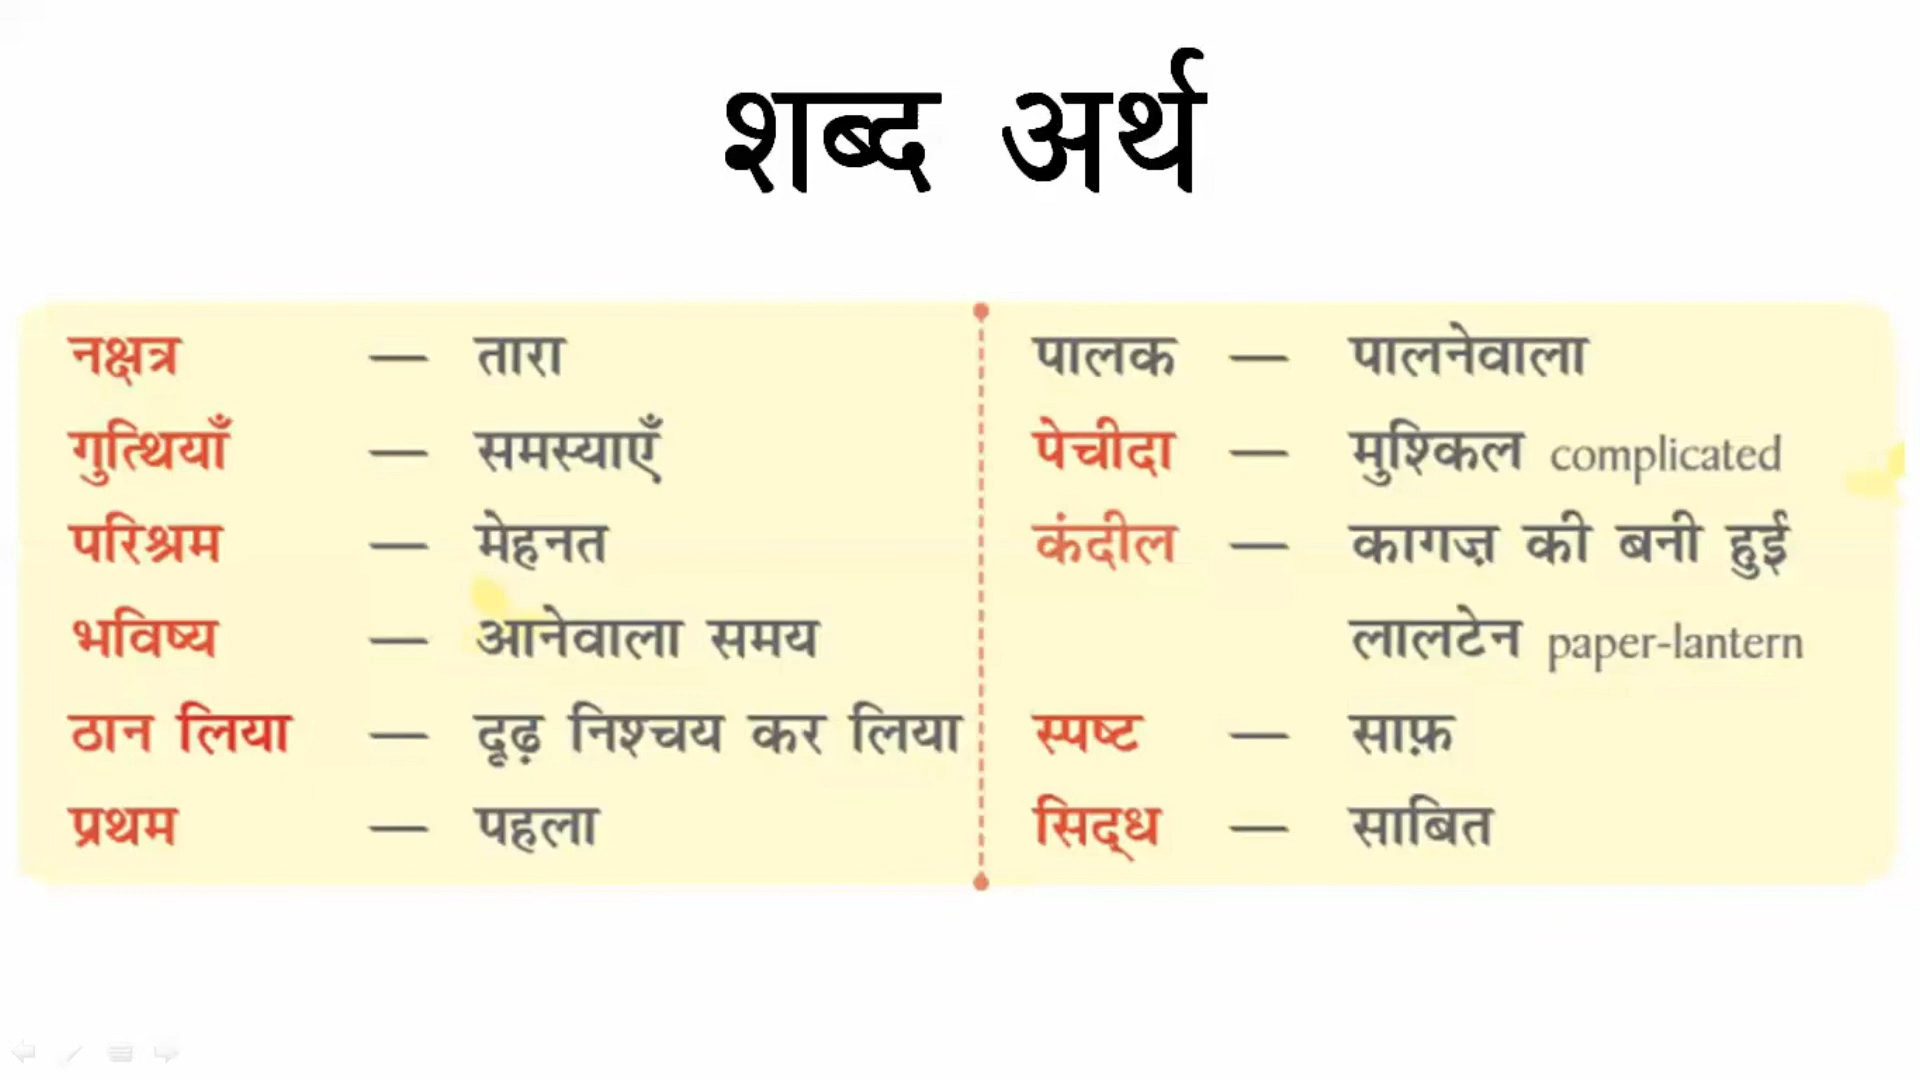 शब्द अर्थ
नक्षत्र — तारा
गुत्थियाँ — समस्याएँ
परिश्रम — मेहनत
भविष्य — आनेवाला समय
ठान लिया — दृढ़ निश्चय कर लिया
प्रथम — पहला
पालक — पालनेवाला
पेचीदा — मुश्किल complicated
कंदील — कागज़ की बनी हुई
लालटेन paper-lantern
स्पष्ट — साफ़
सिद्ध — साबित